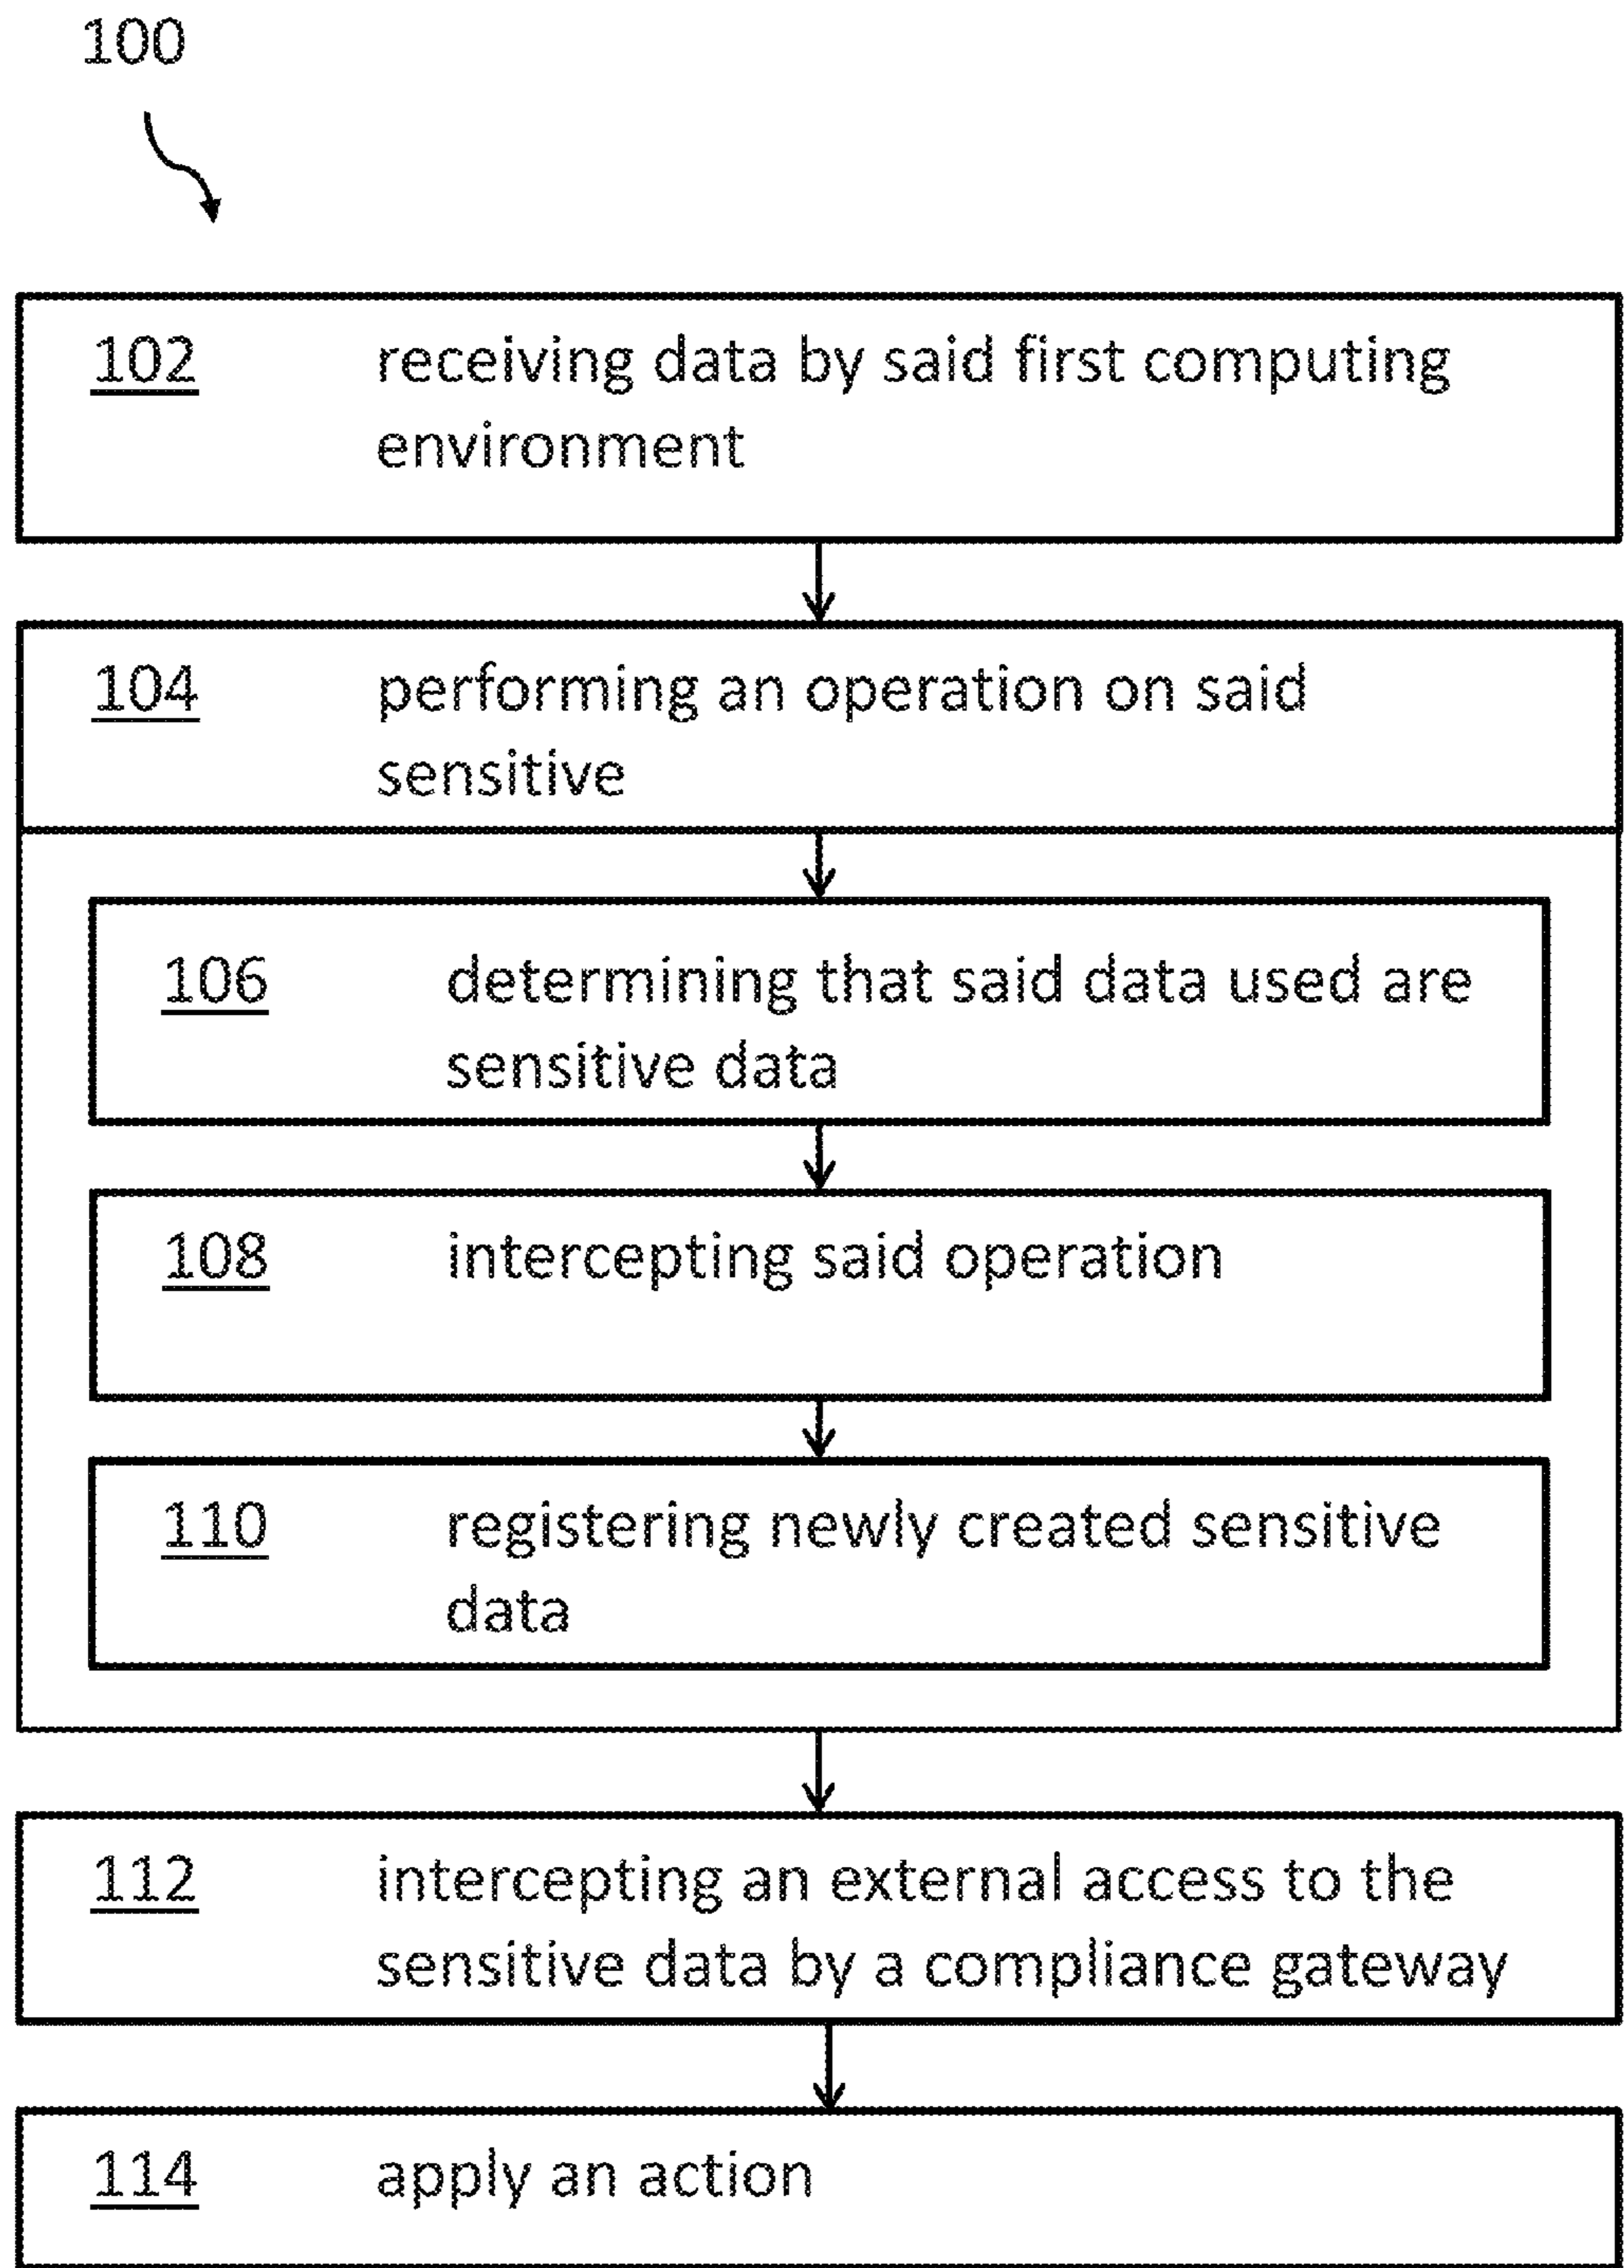 100
102 receiving data by said first computing
environment
104 performing an operation on said
sensitive
106 determining that said data used are
sensitive data
108 intercepting said operation
110 registering newly created sensitive
data
112 intercepting an external access to the
sensitive data by a compliance gateway
114 apply an action